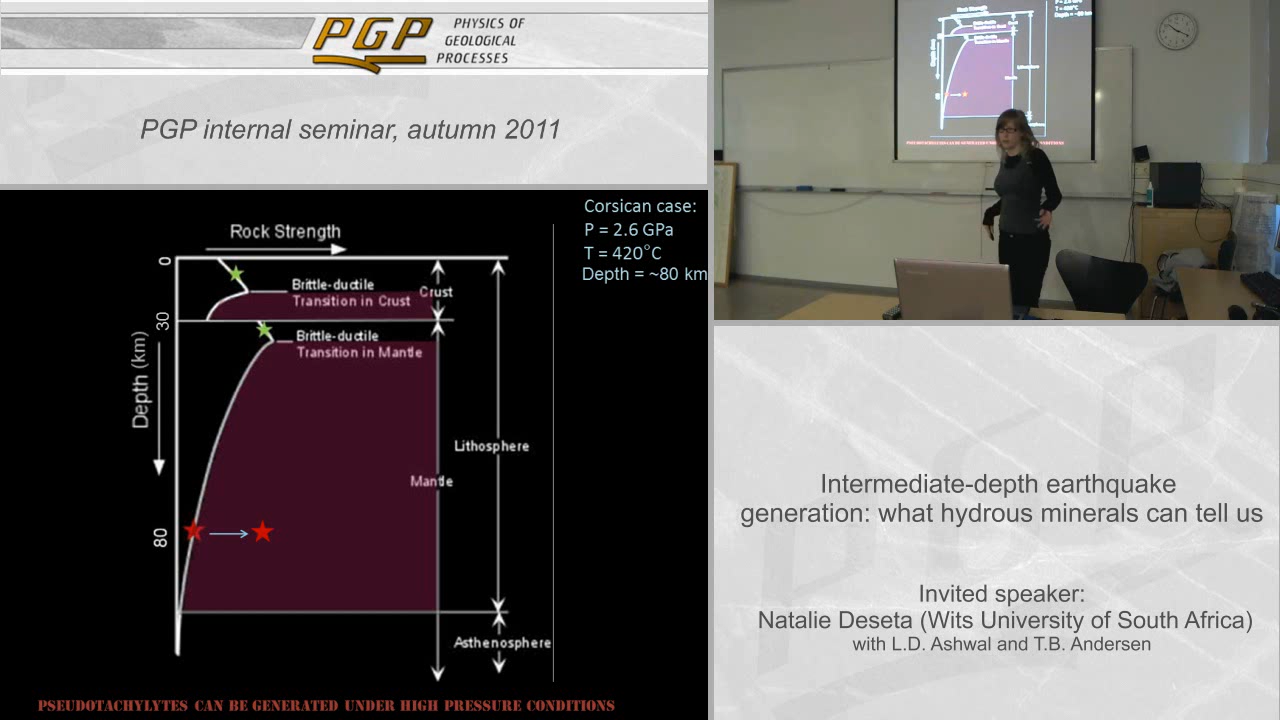 PGP
PHYSICS OF
GEOLOGICAL
PROCESSES
PGP internal seminar, autumn 2011
Corsican case:
P = 2.6 GPa
T = 420°C
Depth = ~80 km
Rock Strength
0
Brittle-ductile
Transition in Crust
Crust
30
Brittle-ductile
Transition in Mantle
Depth (km)
Lithosphere
Mantle
80
Asthenosphere
PSEUDOTACHYLYTES CAN BE GENERATED UNDER HIGH PRESSURE CONDITIONS
Intermediate-depth earthquake
generation: what hydrous minerals can tell us
Invited speaker:
Natalie Deseta (Wits University of South Africa)
with L.D. Ashwal and T.B. Andersen